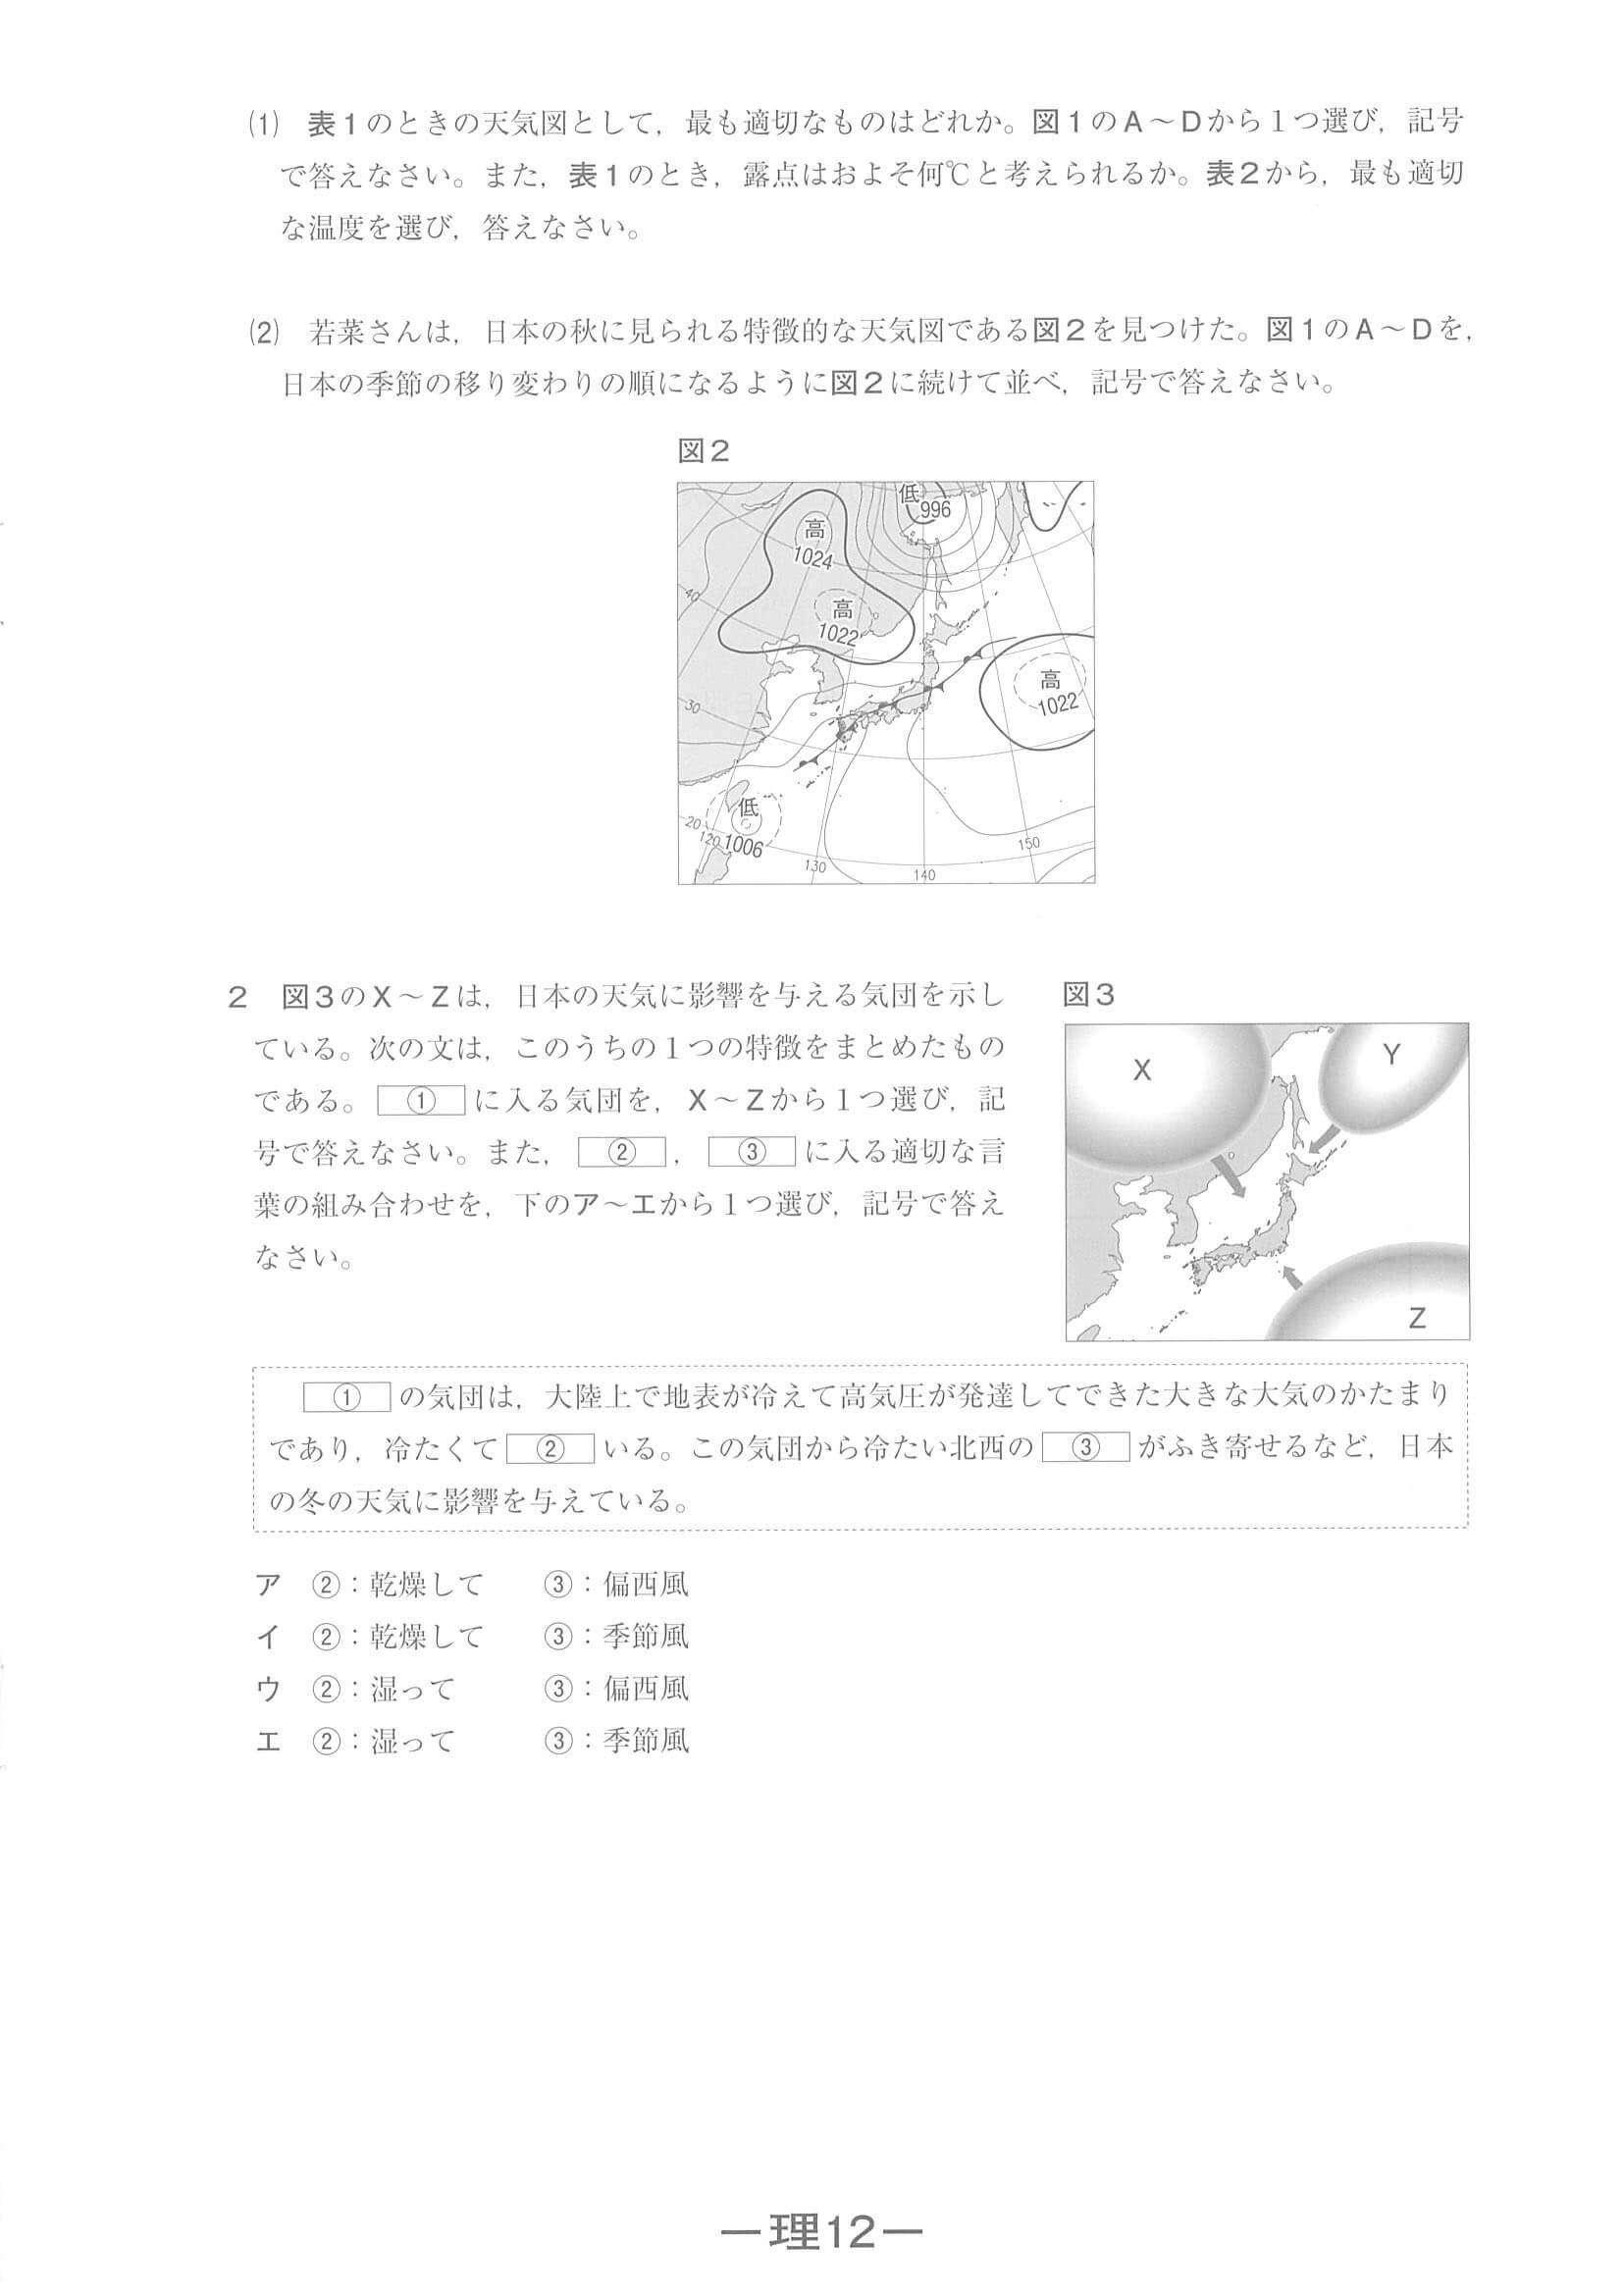 (1) 表1のときの天気図として，最も適切なものはどれか。図1のA～Dから1つ選び，記号
で答えなさい。また，表1のとき，露点はおよそ何℃と考えられるか。表2から，最も適切
な温度を選び，答えなさい。
(2) 若菜さんは，日本の秋に見られる特徴的な天気図である図2を見つけた。図1のA～Dを，
日本の季節の移り変わりの順になるように図2に続けて並べ，記号で答えなさい。
図2
低
996
高
1024
40
高
1022
高
1022
30
低
1006
20
120
130
140
150
2 図3のX～Zは，日本の天気に影響を与える気団を示し
ている。次の文は，このうちの1つの特徴をまとめたもの
である。 ① に入る気団を，X～Zから1つ選び，記
号で答えなさい。また， ② ， ③ に入る適切な言
葉の組み合わせを，下のア～エから1つ選び，記号で答え
なさい。
図3
X
Y
Z
① の気団は，大陸上で地表が冷えて高気圧が発達してできた大きな大気のかたまり
であり，冷たくて ② いる。この気団から冷たい北西の ③ がふき寄せるなど，日本
の冬の天気に影響を与えている。
ア ②：乾燥して ③：偏西風
イ ②：乾燥して ③：季節風
ウ ②：湿って ③：偏西風
エ ②：湿って ③：季節風
－理12－